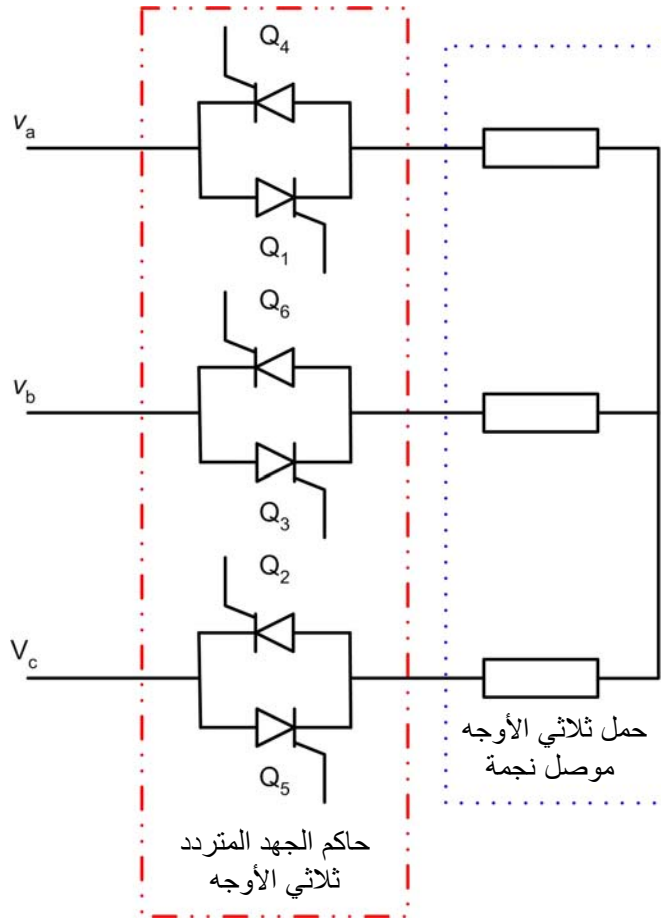 Q4
va
Q1
Q6
vb
Q3
Q2
Vc
Q5
حمل ثلاثي الأوجه
موصل نجمة
حاكم الجهد المتردد
ثلاثي الأوجه